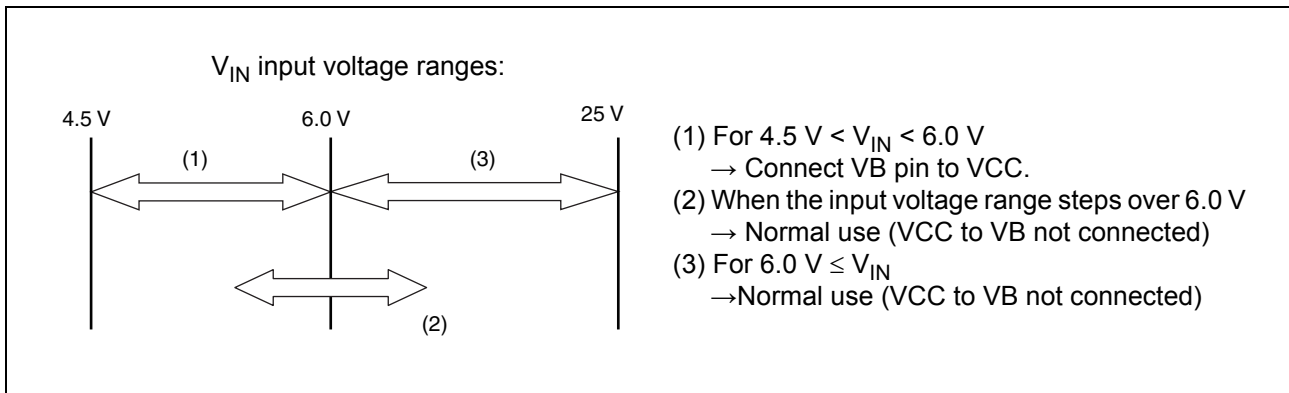 V_IN input voltage ranges:
4.5 V
6.0 V
25 V
(1)
(3)
(2)
(1) For 4.5 V < V_IN < 6.0 V
→ Connect VB pin to VCC.
(2) When the input voltage range steps over 6.0 V
→ Normal use (VCC to VB not connected)
(3) For 6.0 V ≤ V_IN
→Normal use (VCC to VB not connected)